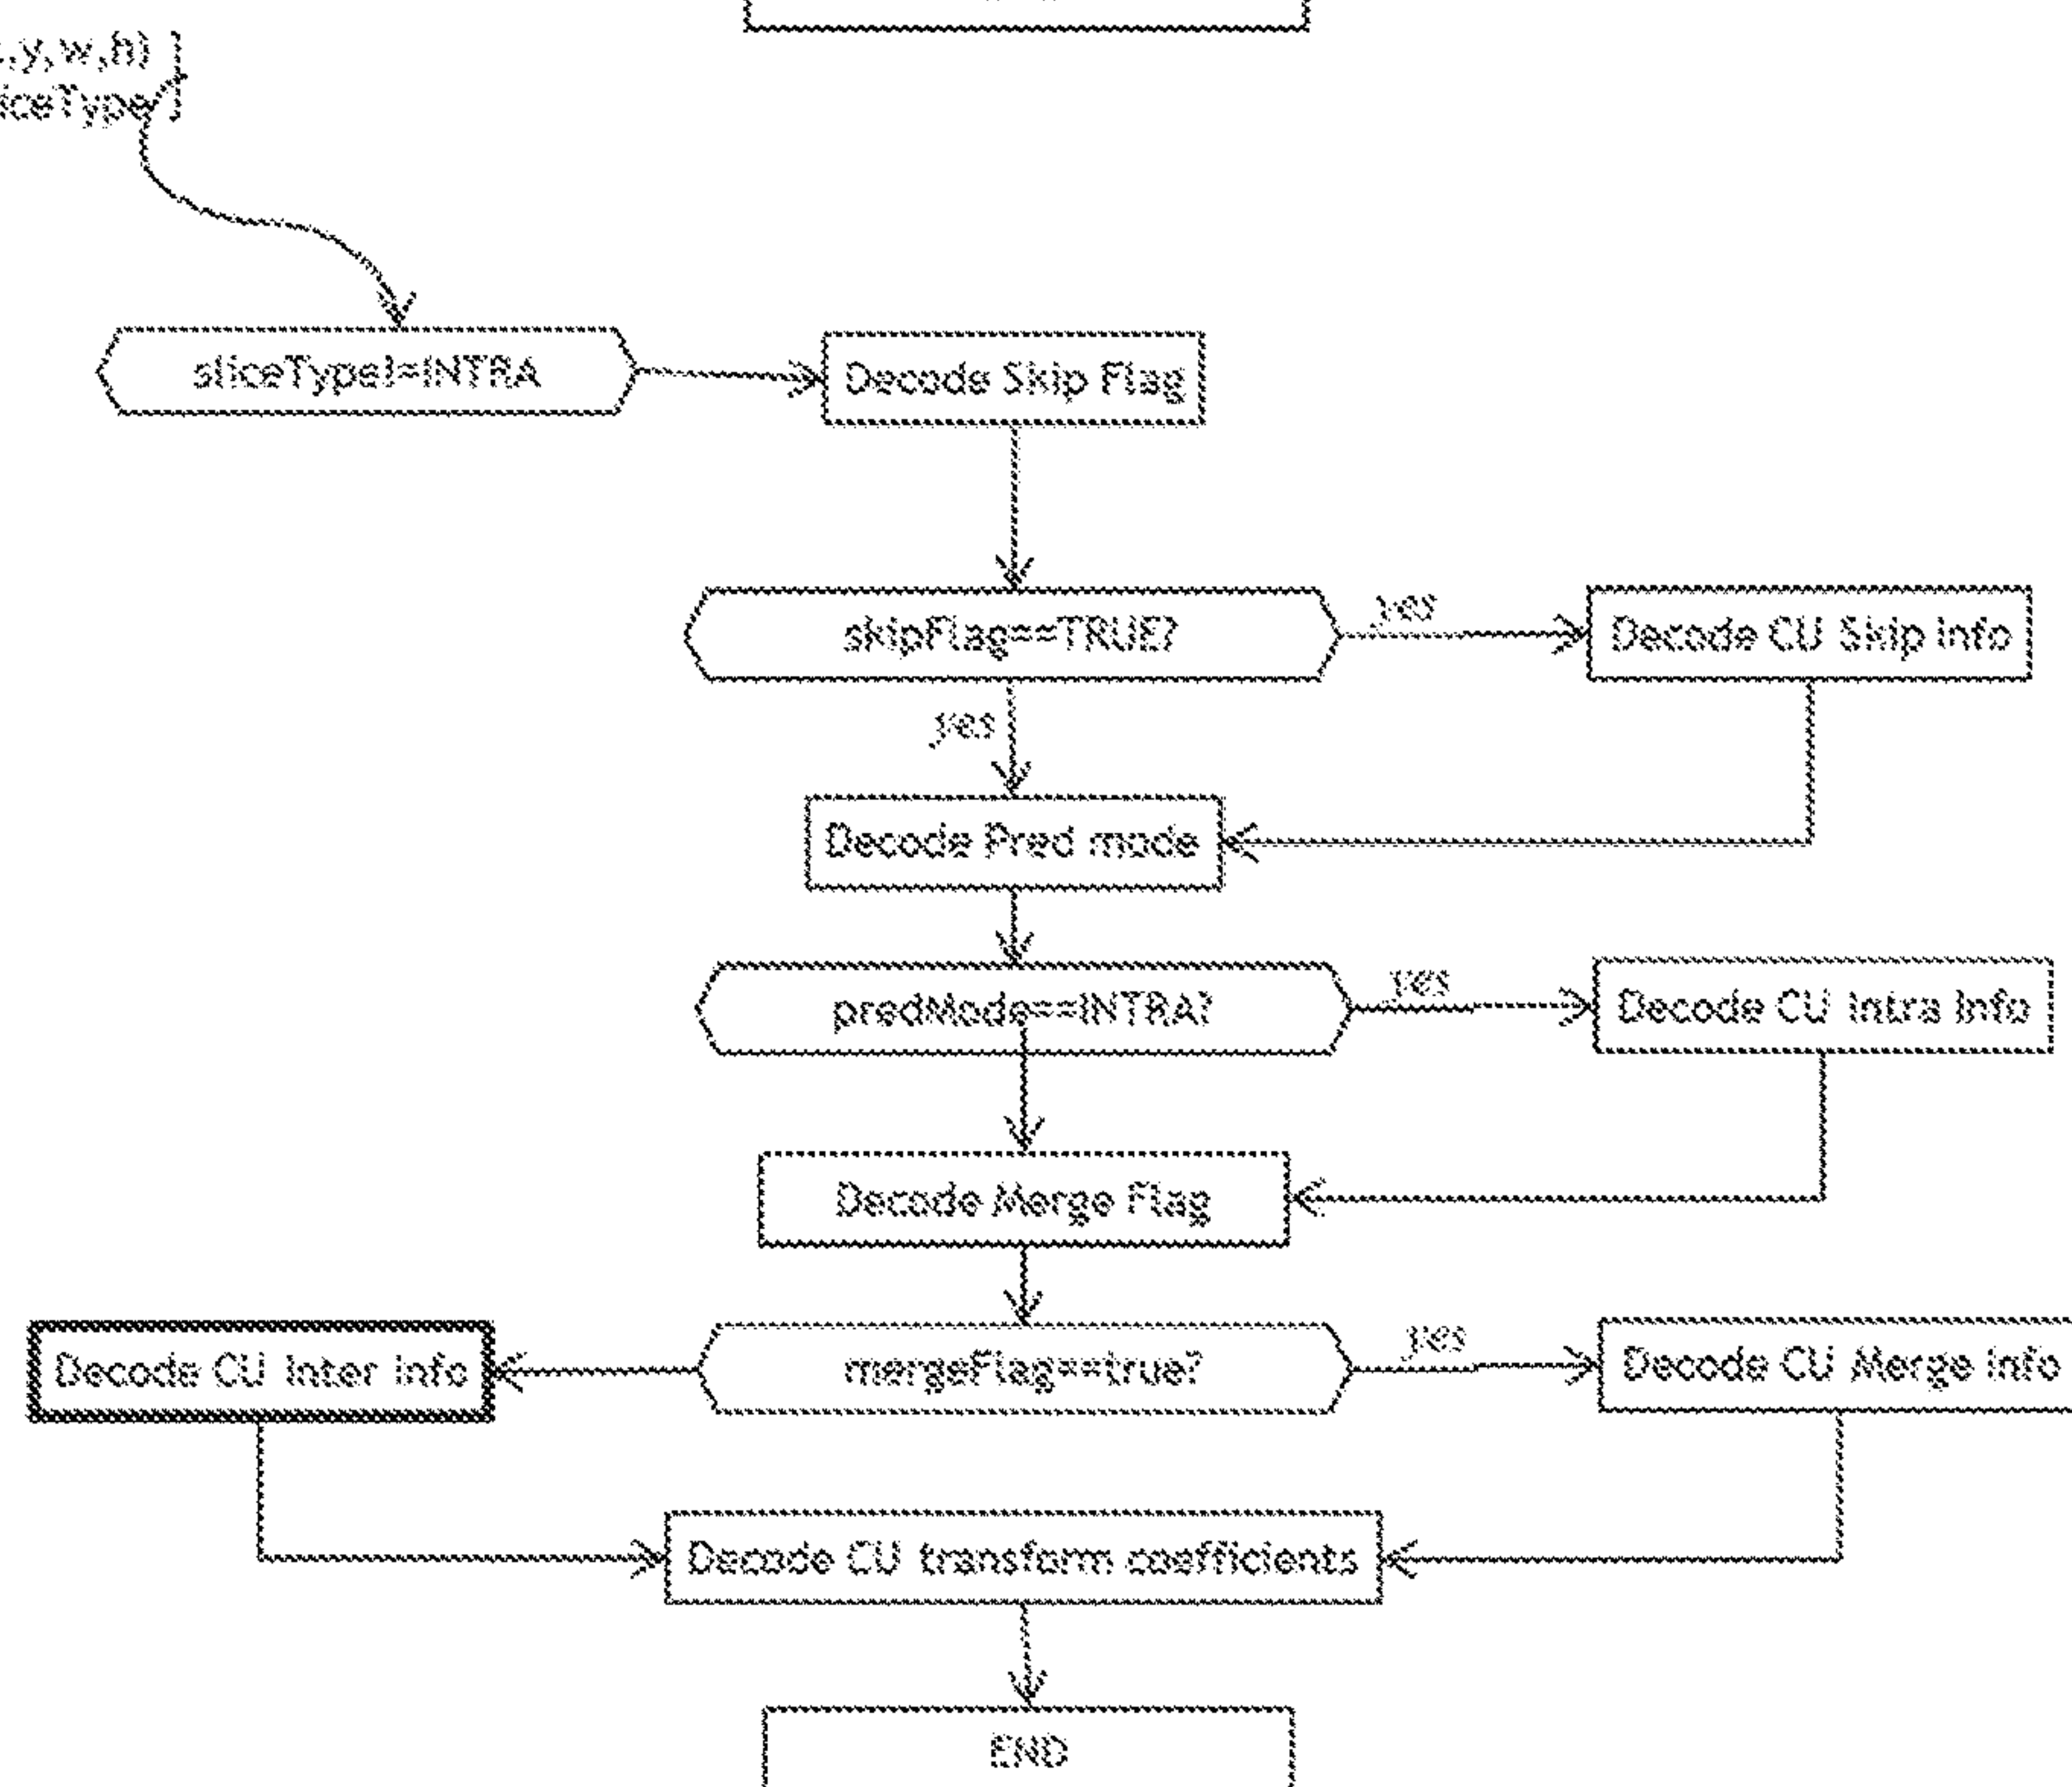 ,y,w,h)
iceType
sliceType!=INTRA
Decode Skip Flag
skipFlag==TRUE?
yes
Decode CU Skip Info
yes
Decode Pred mode
predMode==INTRA?
yes
Decode CU Intra Info
Decode Merge Flag
Decode CU Inter Info
mergeFlag==true?
yes
Decode CU Merge Info
Decode CU transform coefficients
END